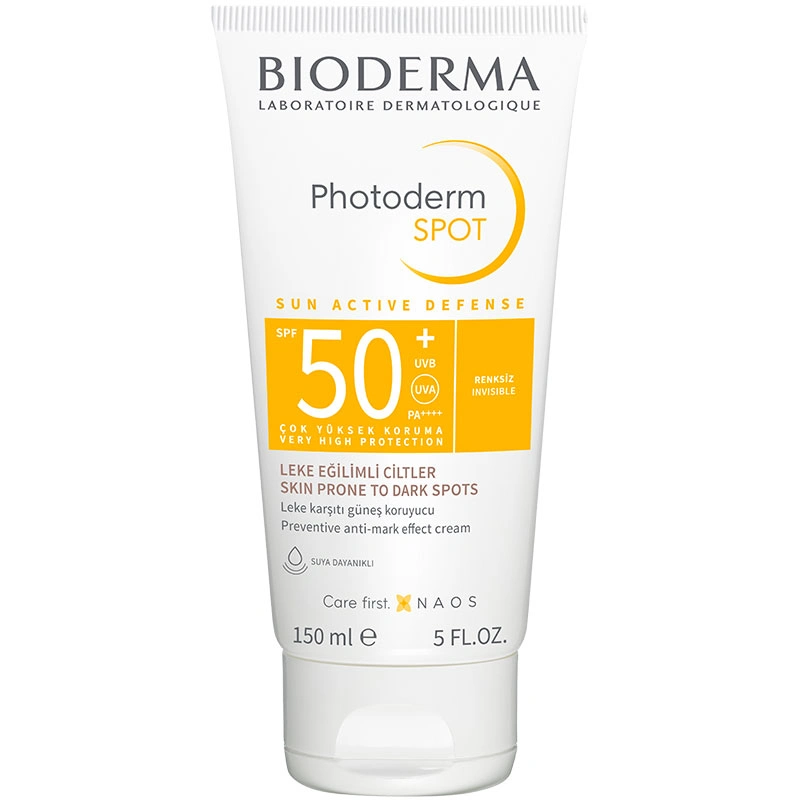 BIODERMA
LABORATOIRE DERMATOLOGIQUE
Photoderm
SPOT
SUN ACTIVE DEFENSE
SPF 50+
UVB
UVA
PA++++
ÇOK YÜKSEK KORUMA
VERY HIGH PROTECTION
RENKSİZ
INVISIBLE
LEKE EĞİLİMLİ CİLTLER
SKIN PRONE TO DARK SPOTS
Leke karşıtı güneş koruyucu
Preventive anti-mark effect cream
SUYA DAYANIKLI
Care first. NAOS
150 ml ℮ 5 FL.OZ.